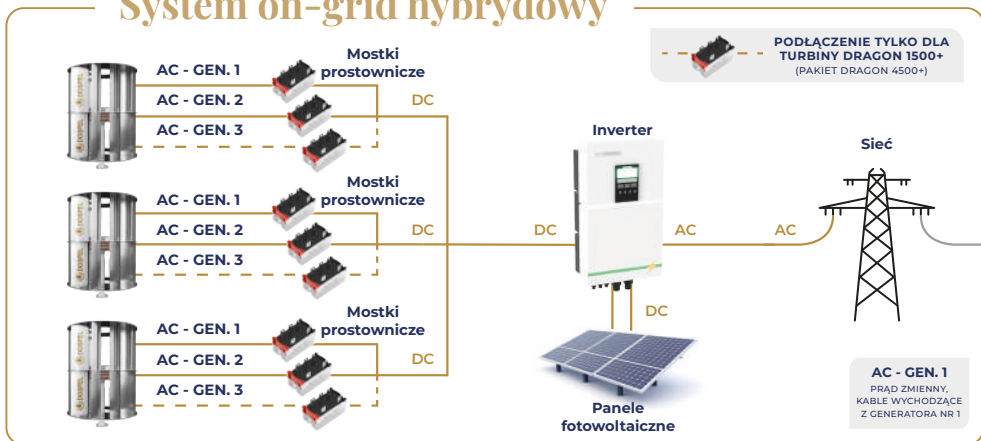 System on-grid hybrydowy
PODŁĄCZENIE TYLKO DLA
TURBINY DRAGON 1500+
(PAKIET DRAGON 4500+)
Mostki
prostownicze
AC - GEN. 1
AC - GEN. 2
AC - GEN. 3
DC
DOSPEL
Mostki
prostownicze
AC - GEN. 1
AC - GEN. 2
AC - GEN. 3
DC
DOSPEL
Mostki
prostownicze
AC - GEN. 1
AC - GEN. 2
AC - GEN. 3
DC
DOSPEL
DC
Inverter
AC
AC
Sieć
DC
Panele
fotowoltaiczne
AC - GEN. 1
PRĄD ZMIENNY,
KABLE WYCHODZĄCE
Z GENERATORA NR 1